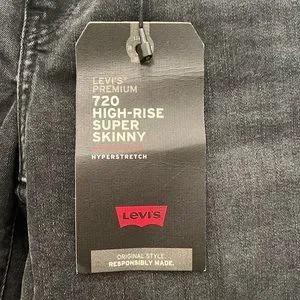 LEVI'S®
PREMIUM
720
HIGH-RISE
SUPER
SKINNY
HYPERSTRETCH
LEVI'S
ORIGINAL STYLE.
RESPONSIBLY MADE.